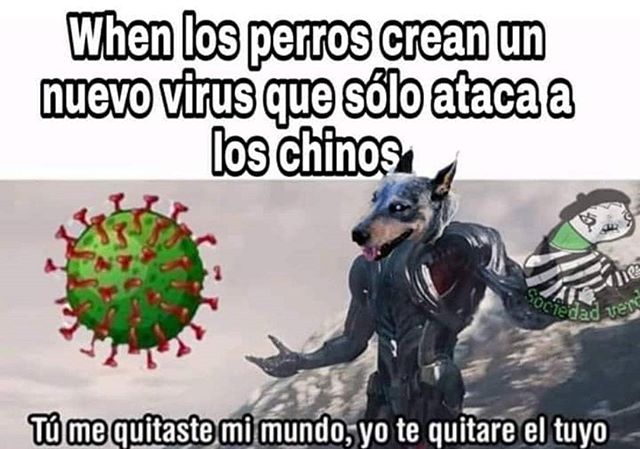 When los perros crean un
nuevo virus que sólo ataca a
los chinos
Sociedad
Tú me quitaste mi mundo, yo te quitare el tuyo